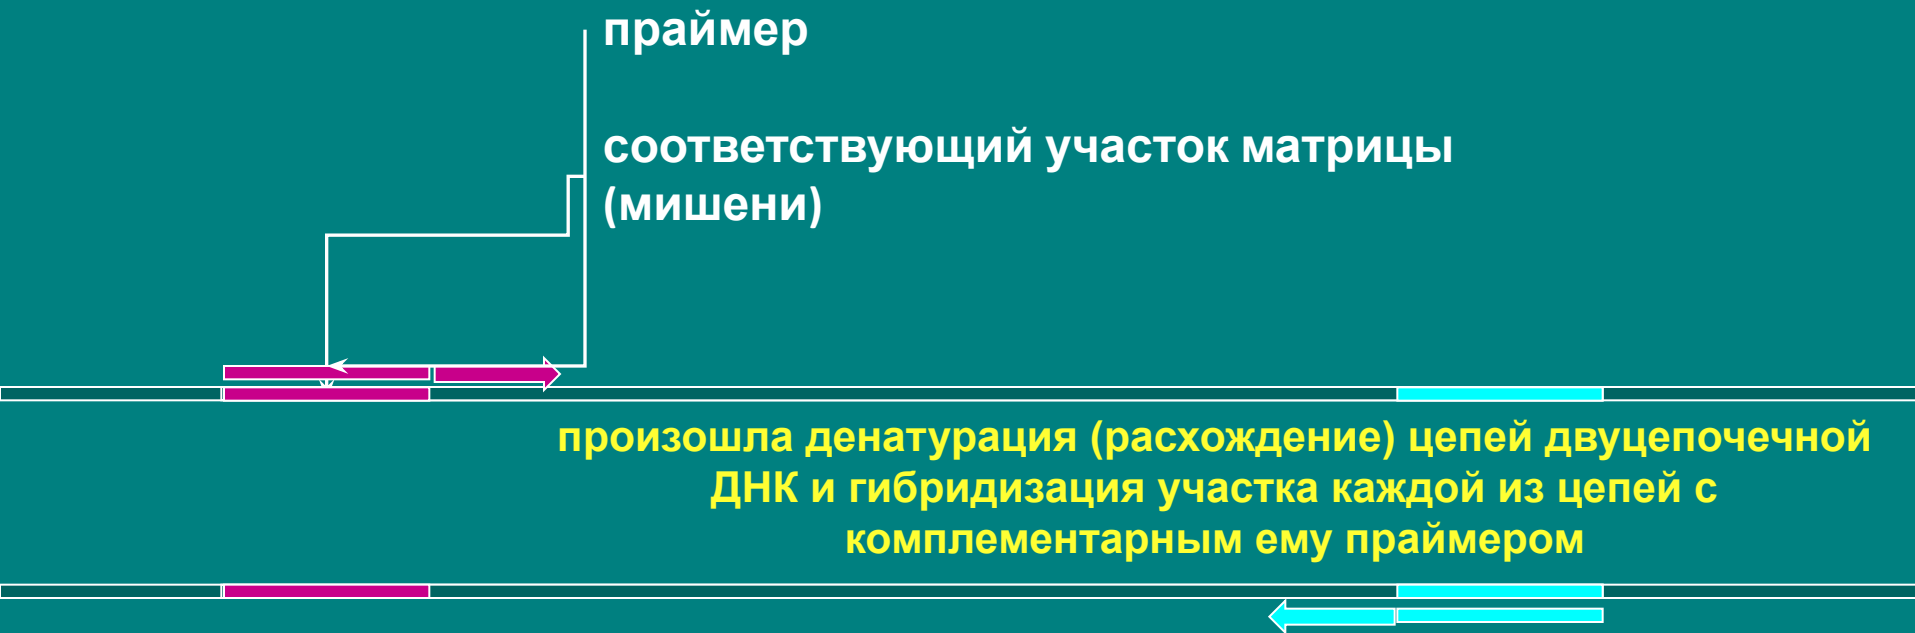 праймер
соответствующий участок матрицы
(мишени)
произошла денатурация (расхождение) цепей двуцепочечной
ДНК и гибридизация участка каждой из цепей с
комплементарным ему праймером